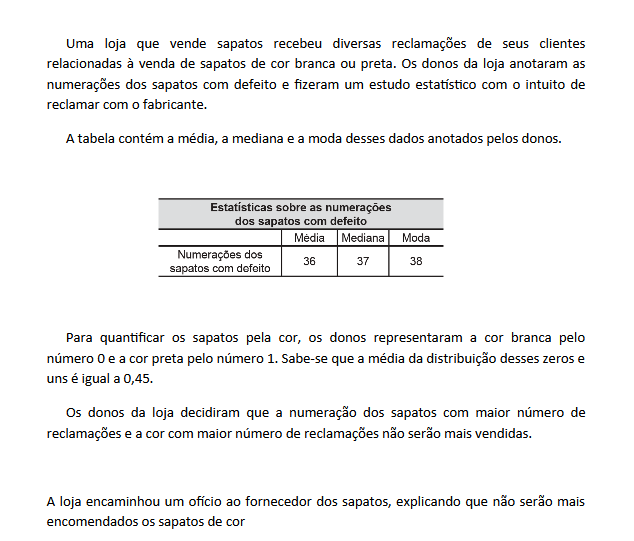 Uma loja que vende sapatos recebeu diversas reclamações de seus clientes
relacionadas à venda de sapatos de cor branca ou preta. Os donos da loja anotaram as
numerações dos sapatos com defeito e fizeram um estudo estatístico com o intuito de
reclamar com o fabricante.
A tabela contém a média, a mediana e a moda desses dados anotados pelos donos.
Estatísticas sobre as numerações
dos sapatos com defeito
Média Mediana Moda
Numerações dos
sapatos com defeito
36 37 38
Para quantificar os sapatos pela cor, os donos representaram a cor branca pelo
número 0 e a cor preta pelo número 1. Sabe-se que a média da distribuição desses zeros e
uns é igual a 0,45.
Os donos da loja decidiram que a numeração dos sapatos com maior número de
reclamações e a cor com maior número de reclamações não serão mais vendidas.
A loja encaminhou um ofício ao fornecedor dos sapatos, explicando que não serão mais
encomendados os sapatos de cor